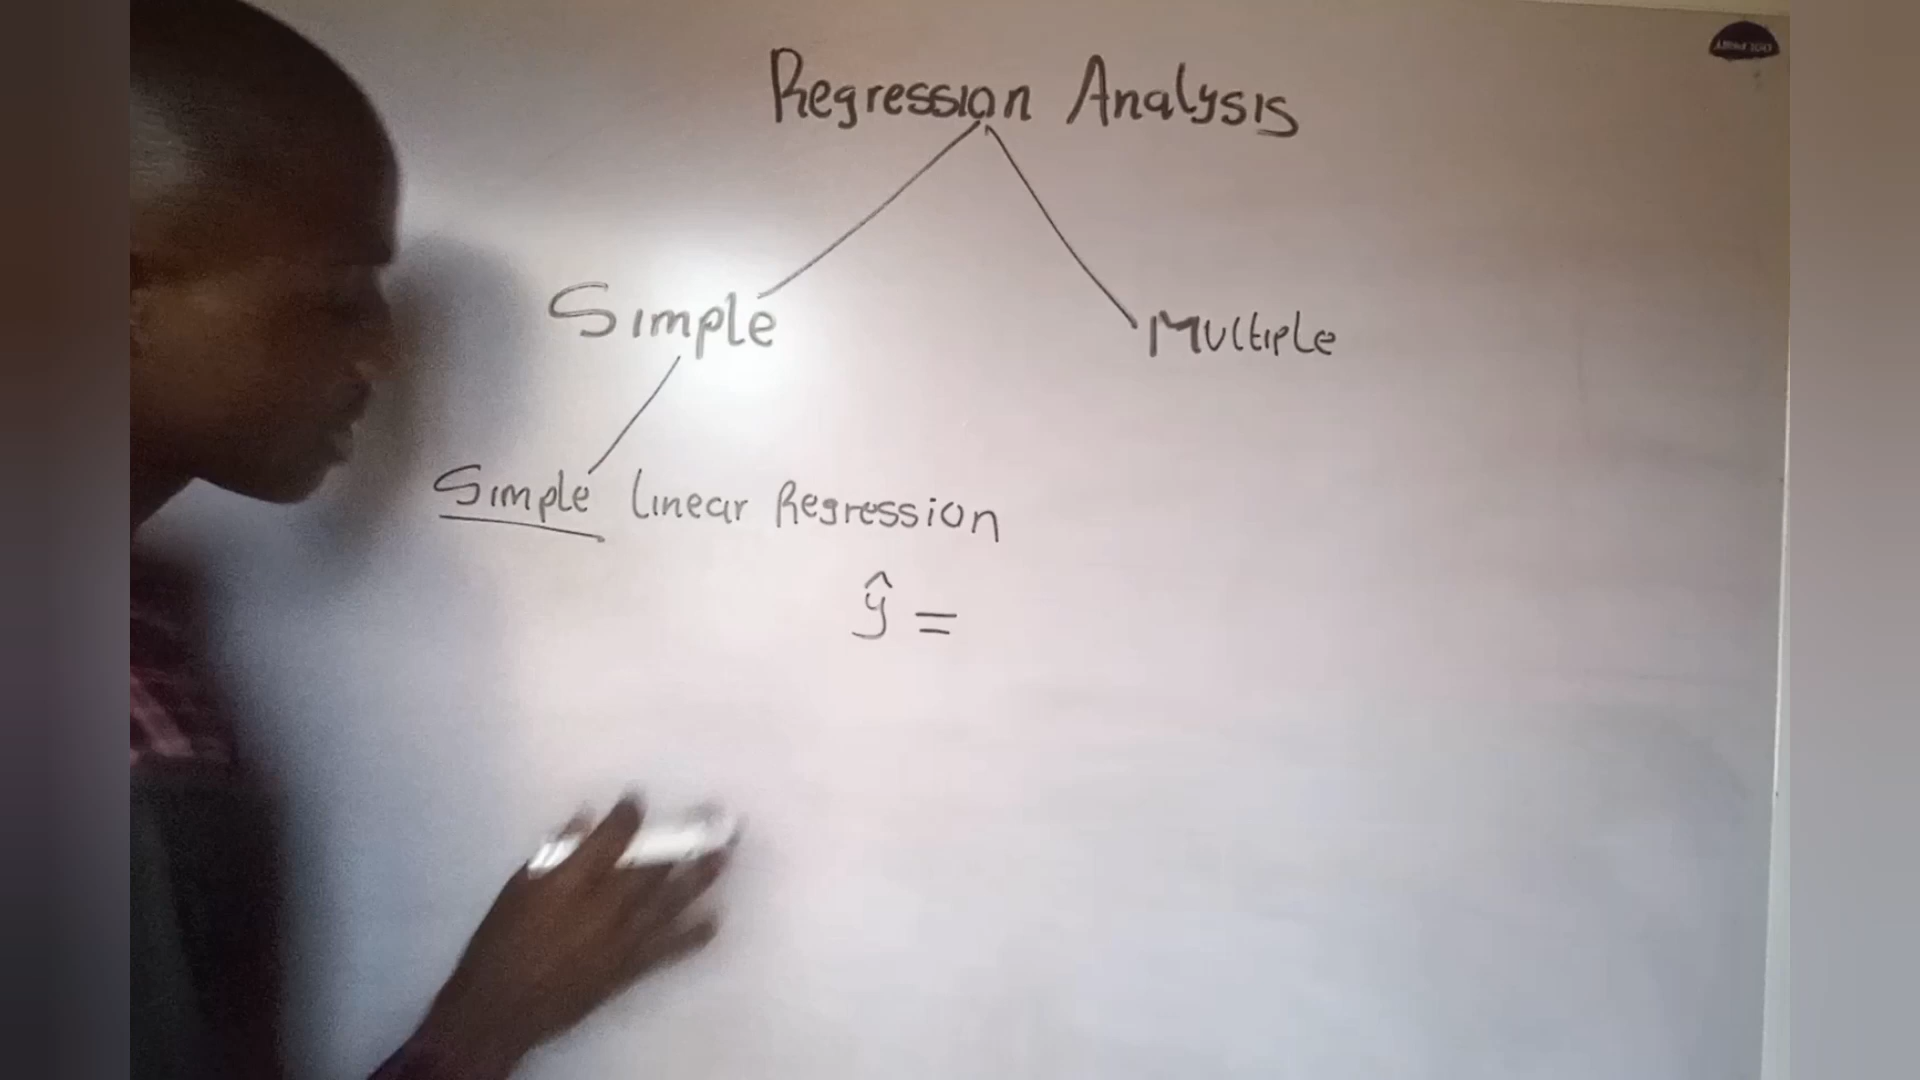 Regression Analysis
Simple
Multiple
Simple Linear Regression
ŷ =